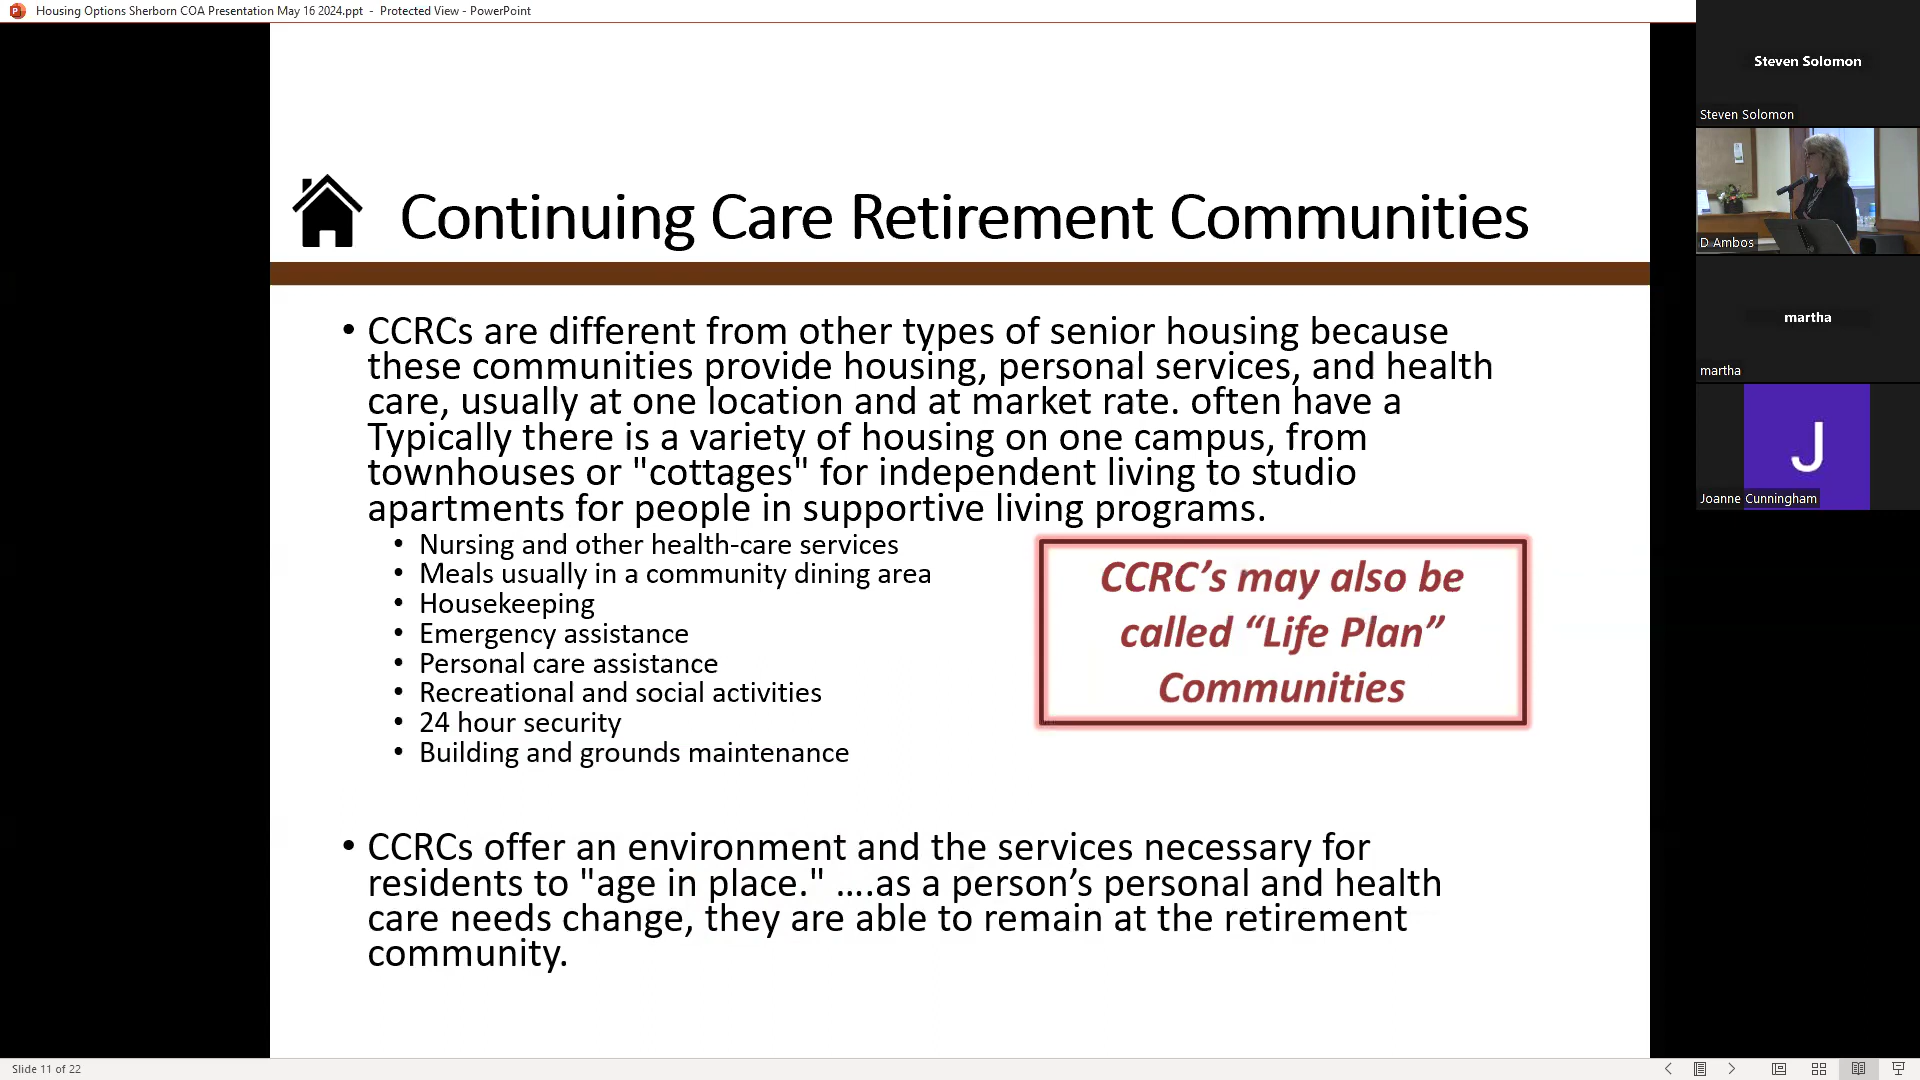 Housing Options Sherborn COA Presentation May 16 2024.ppt - Protected View - PowerPoint
Continuing Care Retirement Communities
• CCRCs are different from other types of senior housing because
these communities provide housing, personal services, and health
care, usually at one location and at market rate. often have a
Typically there is a variety of housing on one campus, from
townhouses or "cottages" for independent living to studio
apartments for people in supportive living programs.
• Nursing and other health-care services
• Meals usually in a community dining area
• Housekeeping
• Emergency assistance
• Personal care assistance
• Recreational and social activities
• 24 hour security
• Building and grounds maintenance
CCRC’s may also be
called “Life Plan”
Communities
• CCRCs offer an environment and the services necessary for
residents to "age in place." ….as a person’s personal and health
care needs change, they are able to remain at the retirement
community.
Steven Solomon
Steven Solomon
D Ambos
martha
martha
J
Joanne Cunningham
Slide 11 of 22